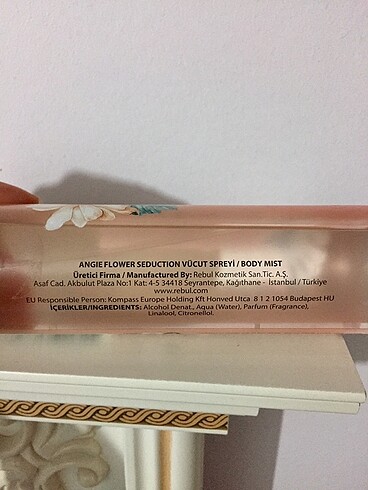 ANGIE FLOWER SEDUCTION VÜCUT SPREYİ / BODY MIST
Üretici Firma / Manufactured By: Rebul Kozmetik San.Tic. A.Ş.
Asaf Cad. Akbulut Plaza No:1 Kat: 4-5 34418 Seyrantepe, Kağıthane - İstanbul / Türkiye
www.rebul.com
EU Responsible Person: Kompass Europe Holding Kft Honved Utca 8 1 2 1054 Budapest HU
İÇERİKLER/INGREDIENTS: Alcohol Denat., Aqua (Water), Parfum (Fragrance),
Linalool, Citronellol.